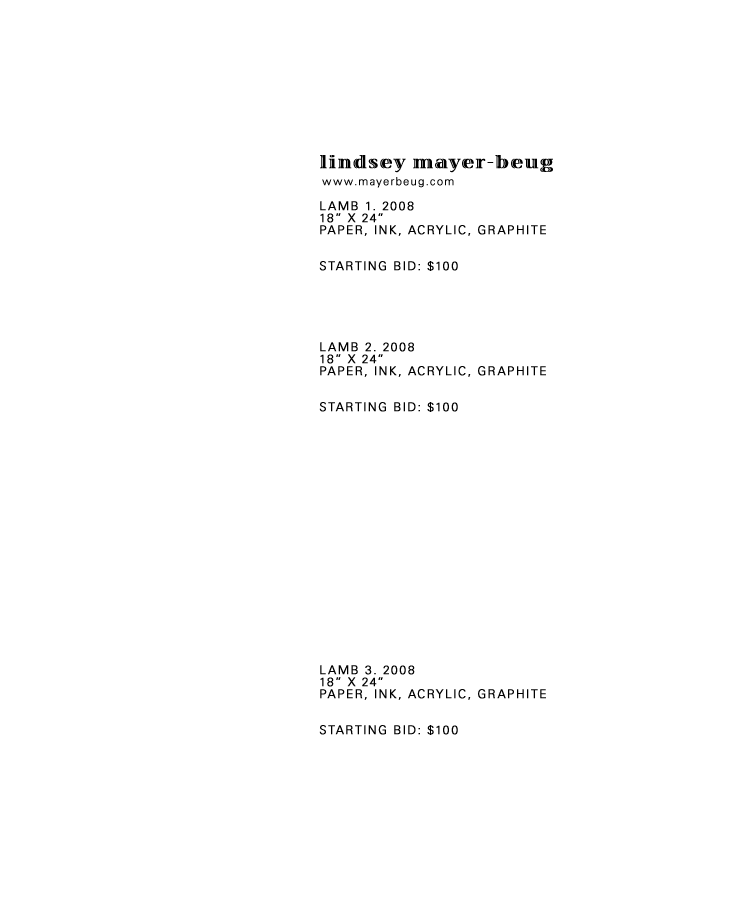 lindsey mayer-beug
www.mayerbeug.com
LAMB 1. 2008
18” X 24”
PAPER, INK, ACRYLIC, GRAPHITE
STARTING BID: $100
LAMB 2. 2008
18” X 24”
PAPER, INK, ACRYLIC, GRAPHITE
STARTING BID: $100
LAMB 3. 2008
18” X 24”
PAPER, INK, ACRYLIC, GRAPHITE
STARTING BID: $100